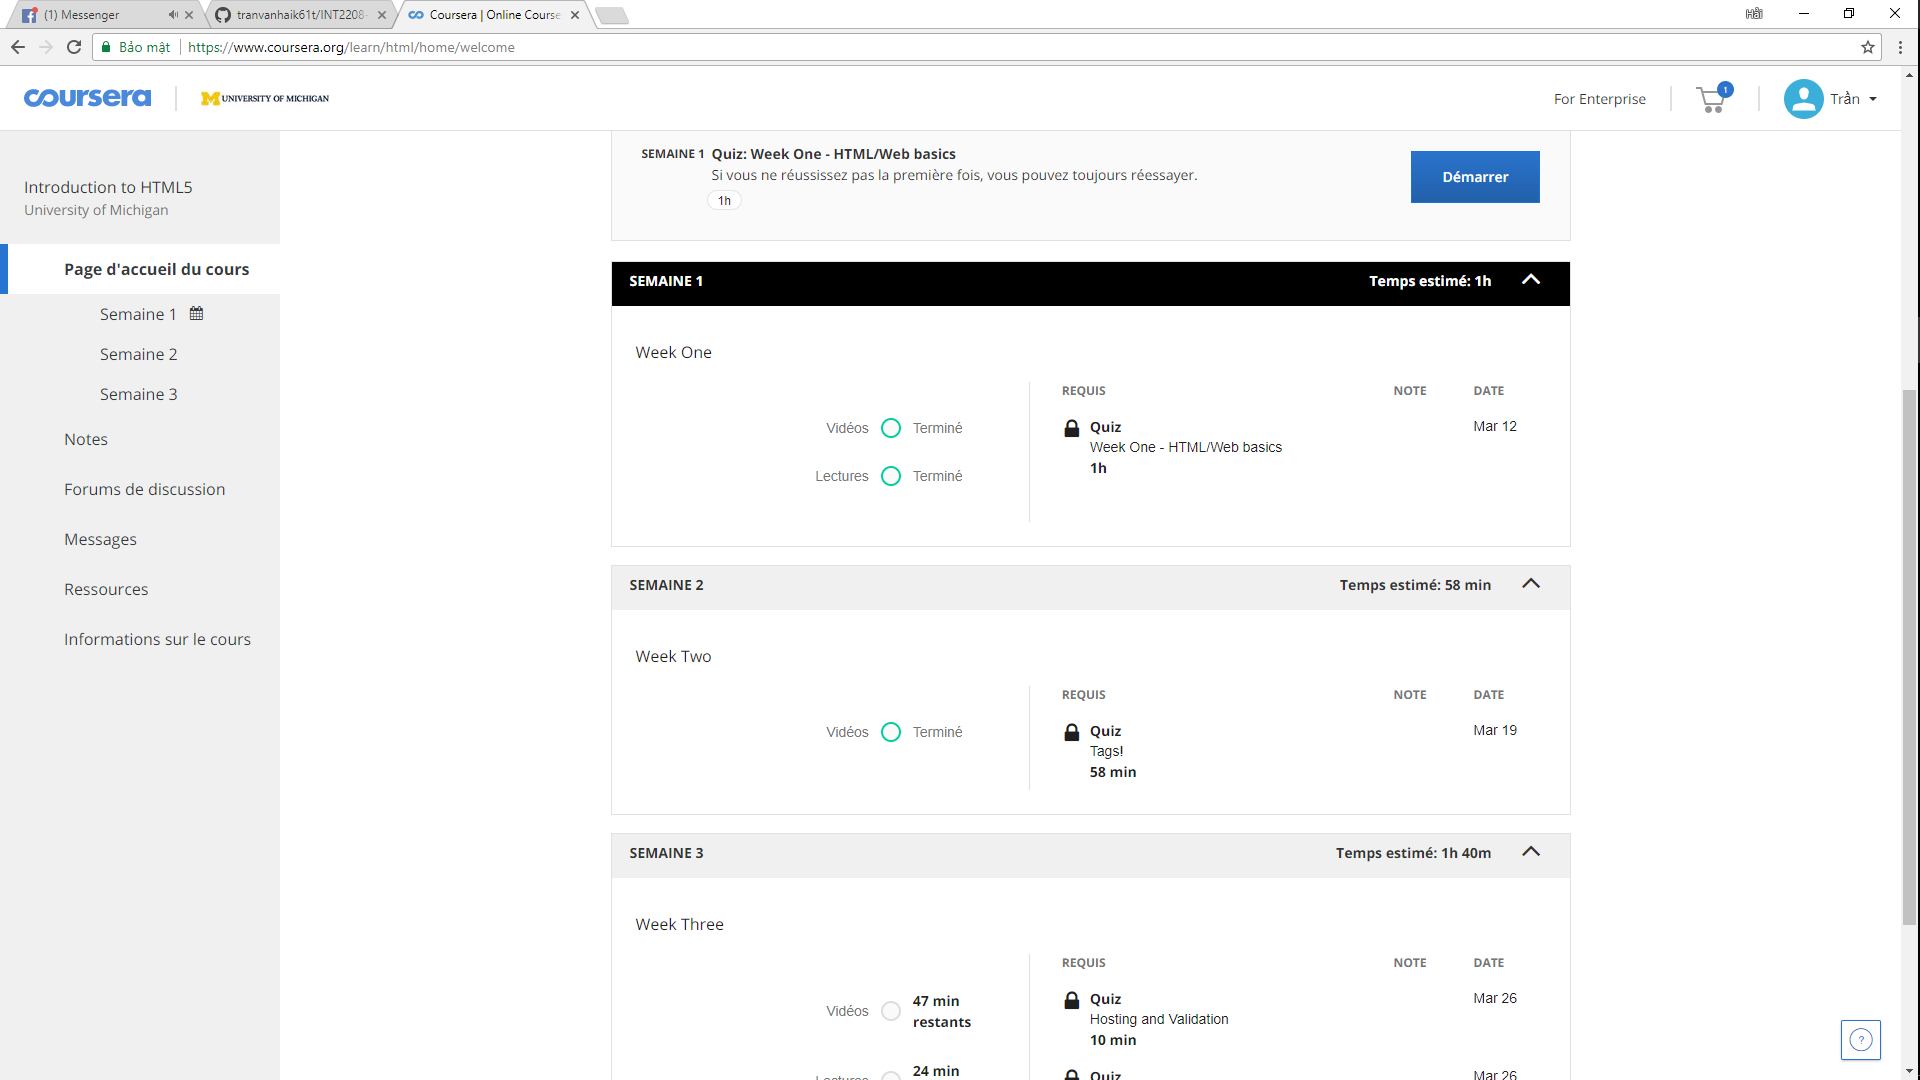 (1) Messenger
tranvanhaik61t/INT2208-
Coursera | Online Course
Hải
Bảo mật
https://www.coursera.org/learn/html/home/welcome
coursera
M UNIVERSITY OF MICHIGAN
For Enterprise
1
Trần
Introduction to HTML5
University of Michigan
Page d'accueil du cours
Semaine 1
Semaine 2
Semaine 3
Notes
Forums de discussion
Messages
Ressources
Informations sur le cours
SEMAINE 1 Quiz: Week One - HTML/Web basics
Si vous ne réussissez pas la première fois, vous pouvez toujours réessayer.
1h
Démarrer
SEMAINE 1 Temps estimé: 1h
Week One
Vidéos Terminé
Lectures Terminé
REQUIS NOTE DATE
Quiz Mar 12
Week One - HTML/Web basics
1h
SEMAINE 2 Temps estimé: 58 min
Week Two
Vidéos Terminé
REQUIS NOTE DATE
Quiz Mar 19
Tags!
58 min
SEMAINE 3 Temps estimé: 1h 40m
Week Three
Vidéos 47 min
restants
Lectures 24 min
REQUIS NOTE DATE
Quiz Mar 26
Hosting and Validation
10 min
Quiz Mar 26
?